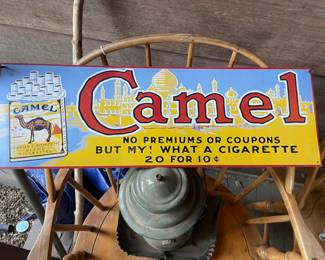 CAMEL
Camel
NO PREMIUMS OR COUPONS
BUT MY! WHAT A CIGARETTE
20 FOR 10¢